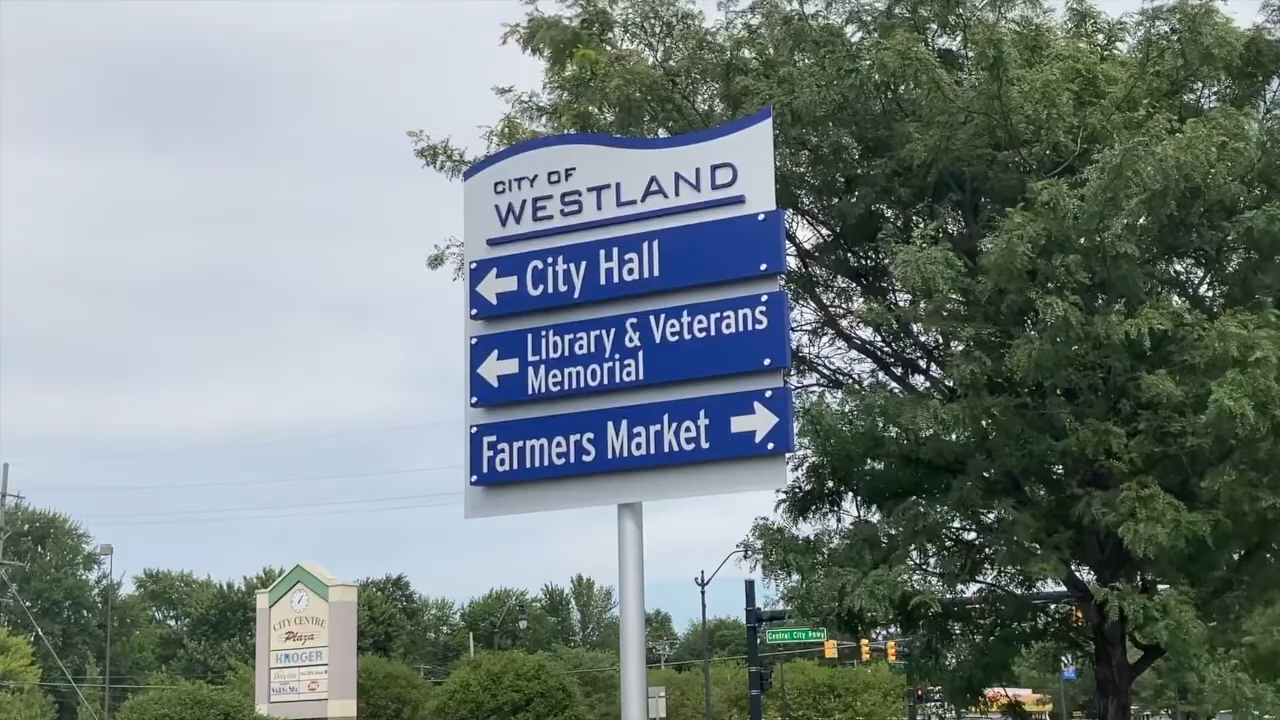 CITY OF
WESTLAND
City Hall
Library & Veterans
Memorial
Farmers Market
CITY CENTRE
Plaza
KROGER
Central City Pkwy